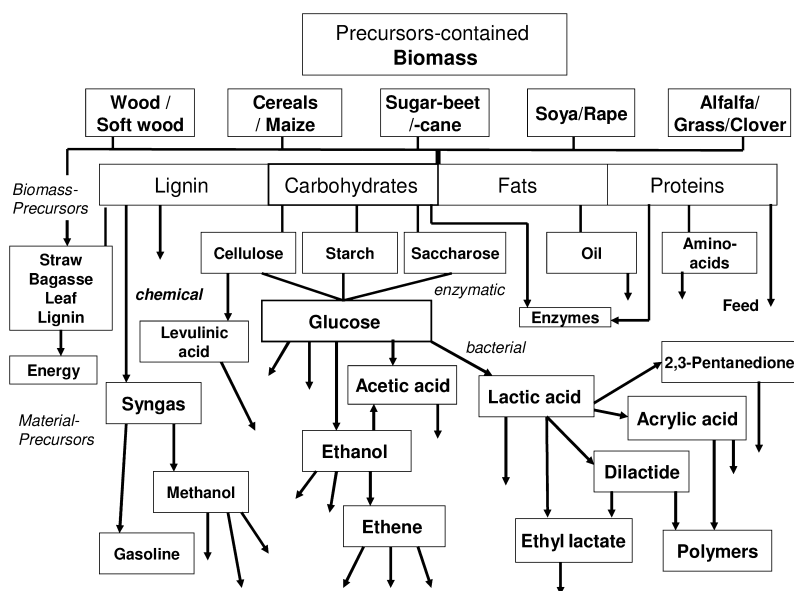 Precursors-contained
Biomass
Wood /
Soft wood
Cereals
/ Maize
Sugar-beet
/-cane
Soya/Rape
Alfalfa/
Grass/Clover
Biomass-
Precursors
Lignin
Carbohydrates
Fats
Proteins
Straw
Bagasse
Leaf
Lignin
Cellulose
Starch
Saccharose
Oil
Amino-
acids
chemical
enzymatic
Feed
Levulinic
acid
Glucose
Enzymes
bacterial
Energy
Acetic acid
2,3-Pentanedione
Syngas
Lactic acid
Material-
Precursors
Acrylic acid
Ethanol
Dilactide
Methanol
Ethene
Ethyl lactate
Gasoline
Polymers